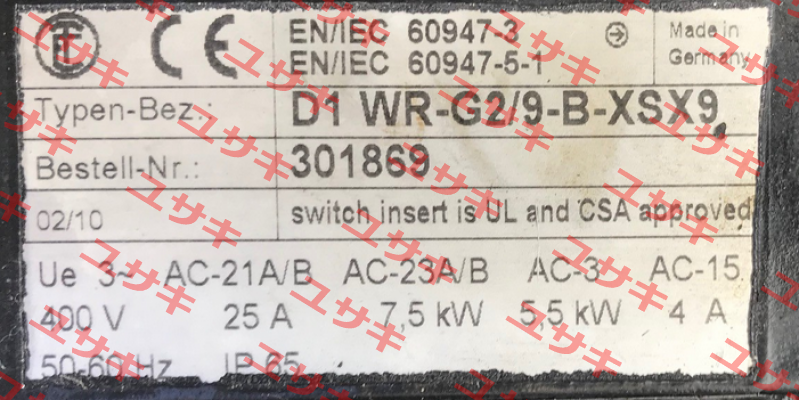 CE
EN/IEC 60947-3
EN/IEC 60947-5-1
Made in
Germany
Typen-Bez.: D1 WR-G2/9-B-XSX9
Bestell-Nr.: 301869
02/10 switch insert is UL and CSA approved
Ue 3~ AC-21A/B AC-23A/B AC-3 AC-15
400 V 25 A 7,5 kW 5,5 kW 4 A
50-60 Hz IP 65
ユサキ